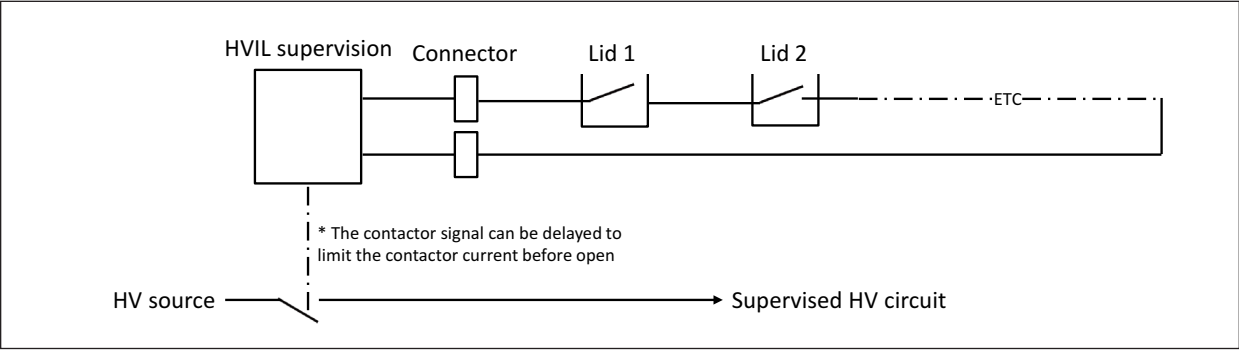 HVIL supervision
Connector
Lid 1
Lid 2
ETC
* The contactor signal can be delayed to
limit the contactor current before open
HV source
Supervised HV circuit